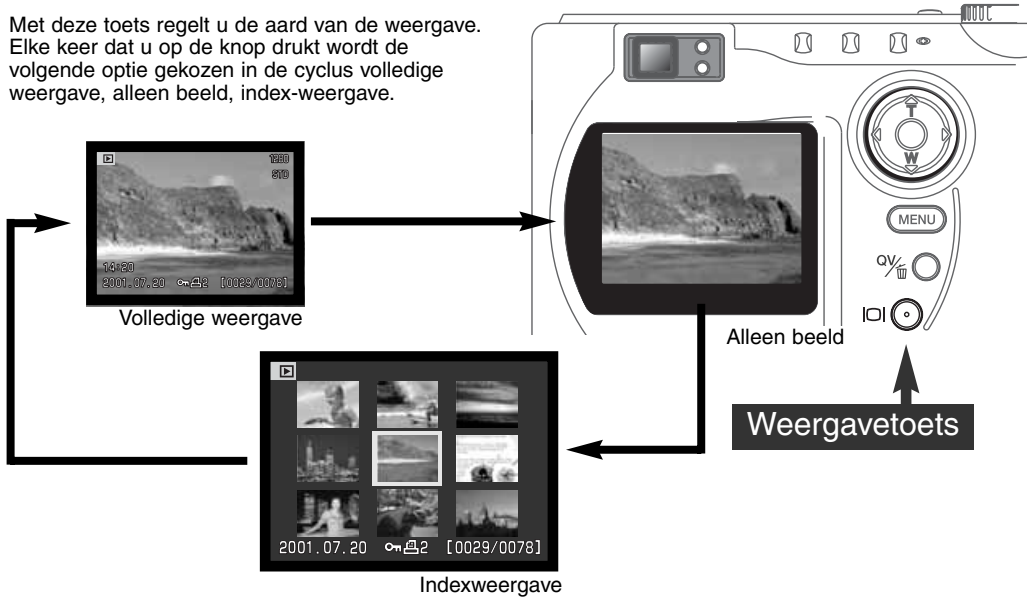 Met deze toets regelt u de aard van de weergave.
Elke keer dat u op de knop drukt wordt de
volgende optie gekozen in de cyclus volledige
weergave, alleen beeld, index-weergave.
1280
STD
14:20
2001.07.20 2 [0029/0078]
Volledige weergave
T
W
MENU
QV/
Alleen beeld
Weergavetoets
2001.07.20 2 [0029/0078]
Indexweergave